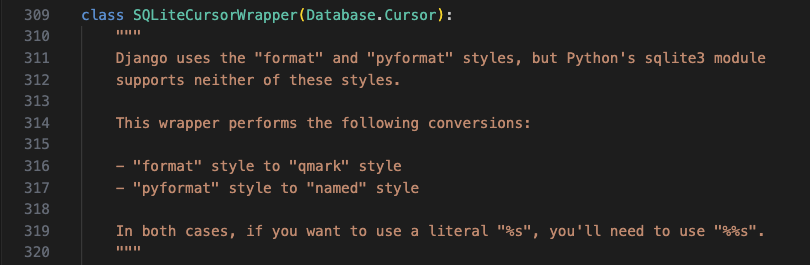 309 class SQLiteCursorWrapper(Database.Cursor):
310 """
311 Django uses the "format" and "pyformat" styles, but Python's sqlite3 module
312 supports neither of these styles.
313
314 This wrapper performs the following conversions:
315
316 - "format" style to "qmark" style
317 - "pyformat" style to "named" style
318
319 In both cases, if you want to use a literal "%s", you'll need to use "%%s".
320 """